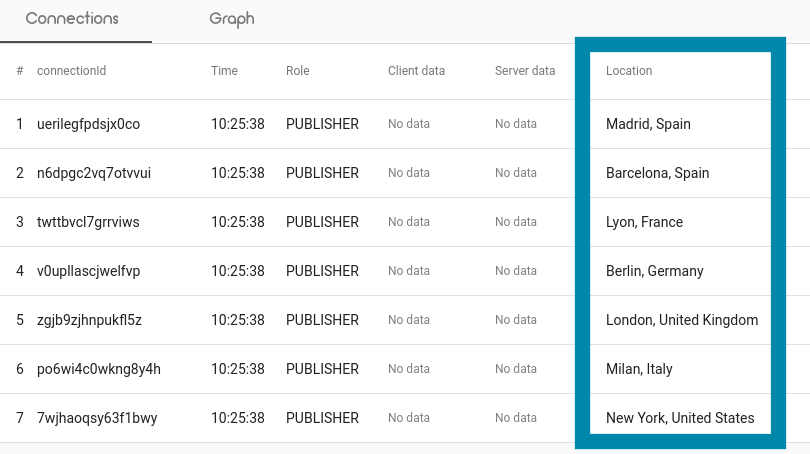 Connections Graph
# connectionId Time Role Client data Server data Location
1 uerilegfpdsjx0co 10:25:38 PUBLISHER No data No data Madrid, Spain
2 n6dpgc2vq7otvvui 10:25:38 PUBLISHER No data No data Barcelona, Spain
3 twttbvcl7grrviws 10:25:38 PUBLISHER No data No data Lyon, France
4 v0upllascjwelfvp 10:25:38 PUBLISHER No data No data Berlin, Germany
5 zgjb9zjhnpukfl5z 10:25:38 PUBLISHER No data No data London, United Kingdom
6 po6wi4c0wkng8y4h 10:25:38 PUBLISHER No data No data Milan, Italy
7 7wjhaoqsy63f1bwy 10:25:38 PUBLISHER No data No data New York, United States